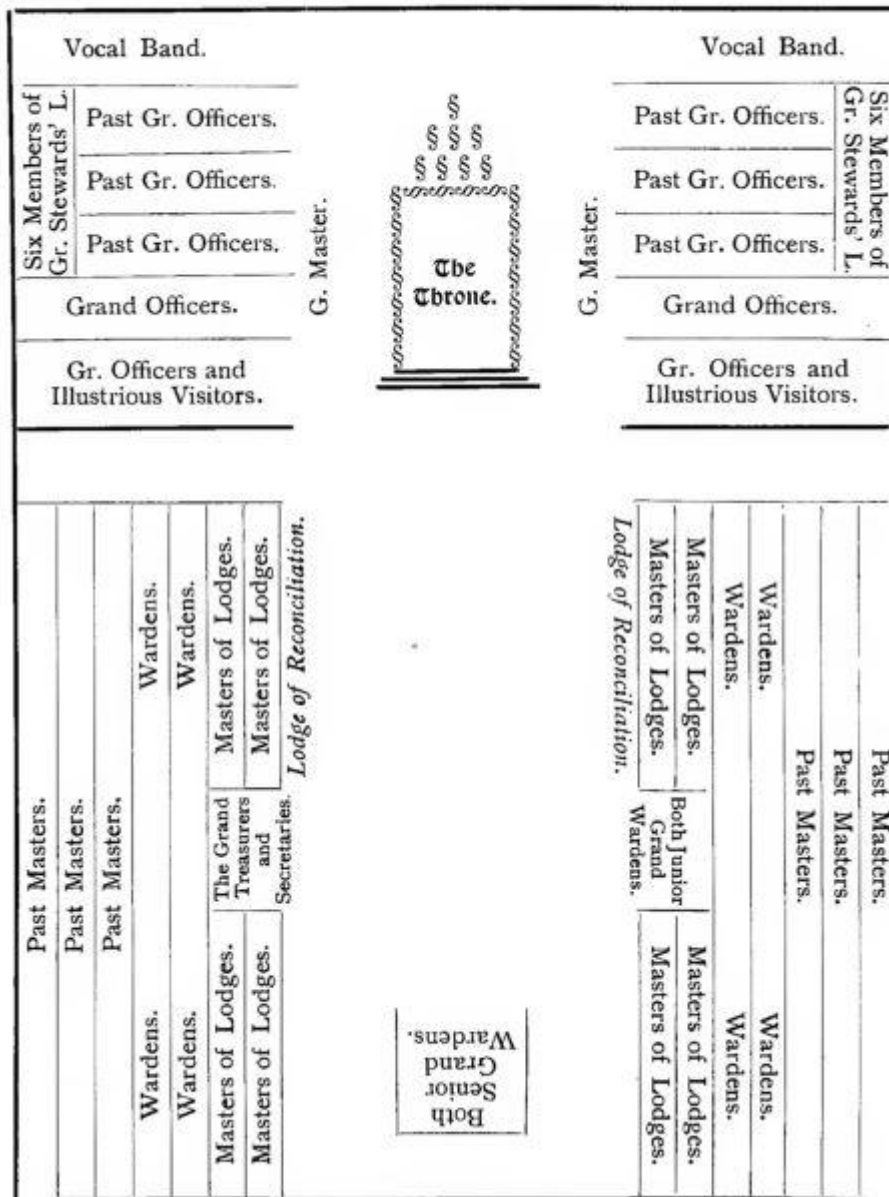 Vocal Band.
Six Members of
Gr. Stewards' L.
Past Gr. Officers.
Past Gr. Officers.
Past Gr. Officers.
Grand Officers.
Gr. Officers and
Illustrious Visitors.
G. Master.
§
§ § §
§ § § §
The
Throne.
G. Master.
Vocal Band.
Past Gr. Officers.
Past Gr. Officers.
Past Gr. Officers.
Six Members of
Gr. Stewards' L.
Grand Officers.
Gr. Officers and
Illustrious Visitors.
Past Masters.
Past Masters.
Past Masters.
Wardens.
Wardens.
Wardens.
Wardens.
Masters of Lodges.
Masters of Lodges.
Lodge of Reconciliation.
The Grand
Treasurers
and
Secretaries.
Masters of Lodges.
Masters of Lodges.
Both
Senior
Grand
Wardens.
Lodge of Reconciliation.
Masters of Lodges.
Masters of Lodges.
Both Junior
Grand
Wardens.
Masters of Lodges.
Masters of Lodges.
Wardens.
Wardens.
Wardens.
Wardens.
Past Masters.
Past Masters.
Past Masters.